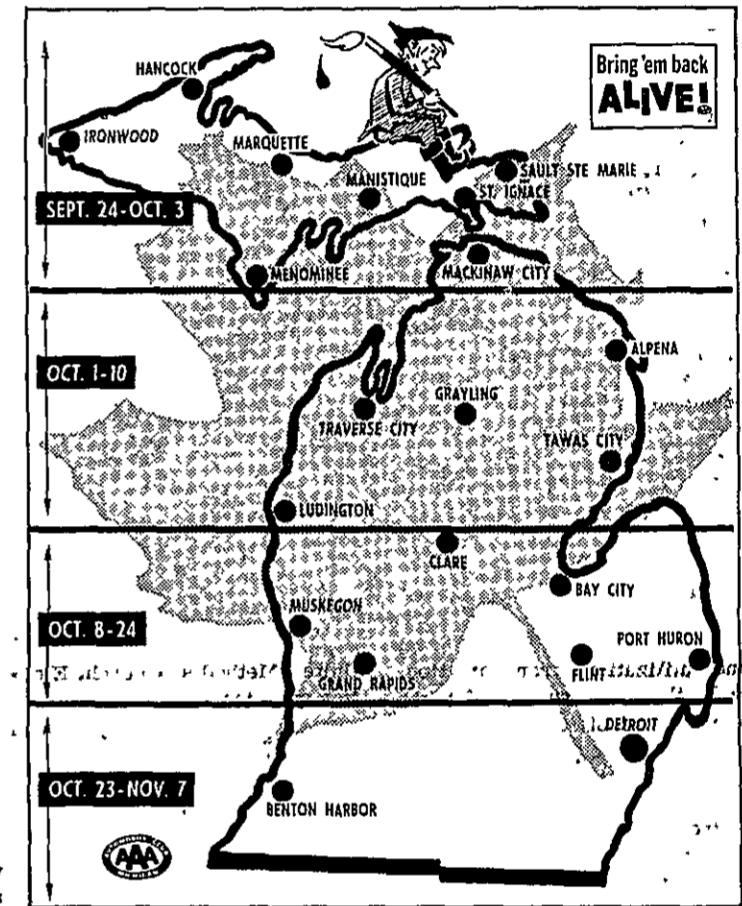 Bring 'em back
ALIVE!
HANCOCK
IRONWOOD
MARQUETTE
SAULT STE MARIE
MANISTIQUE
ST. IGNACE
SEPT. 24-OCT. 3
MENOMINEE
MACKINAW CITY
ALPENA
OCT. 1-10
GRAYLING
TRAVERSE CITY
TAWAS CITY
LUDINGTON
CLARE
BAY CITY
MUSKEGON
OCT. 8-24
PORT HURON
FLINT
GRAND RAPIDS
DETROIT
OCT. 23-NOV. 7
BENTON HARBOR
AAA
MICHIGAN